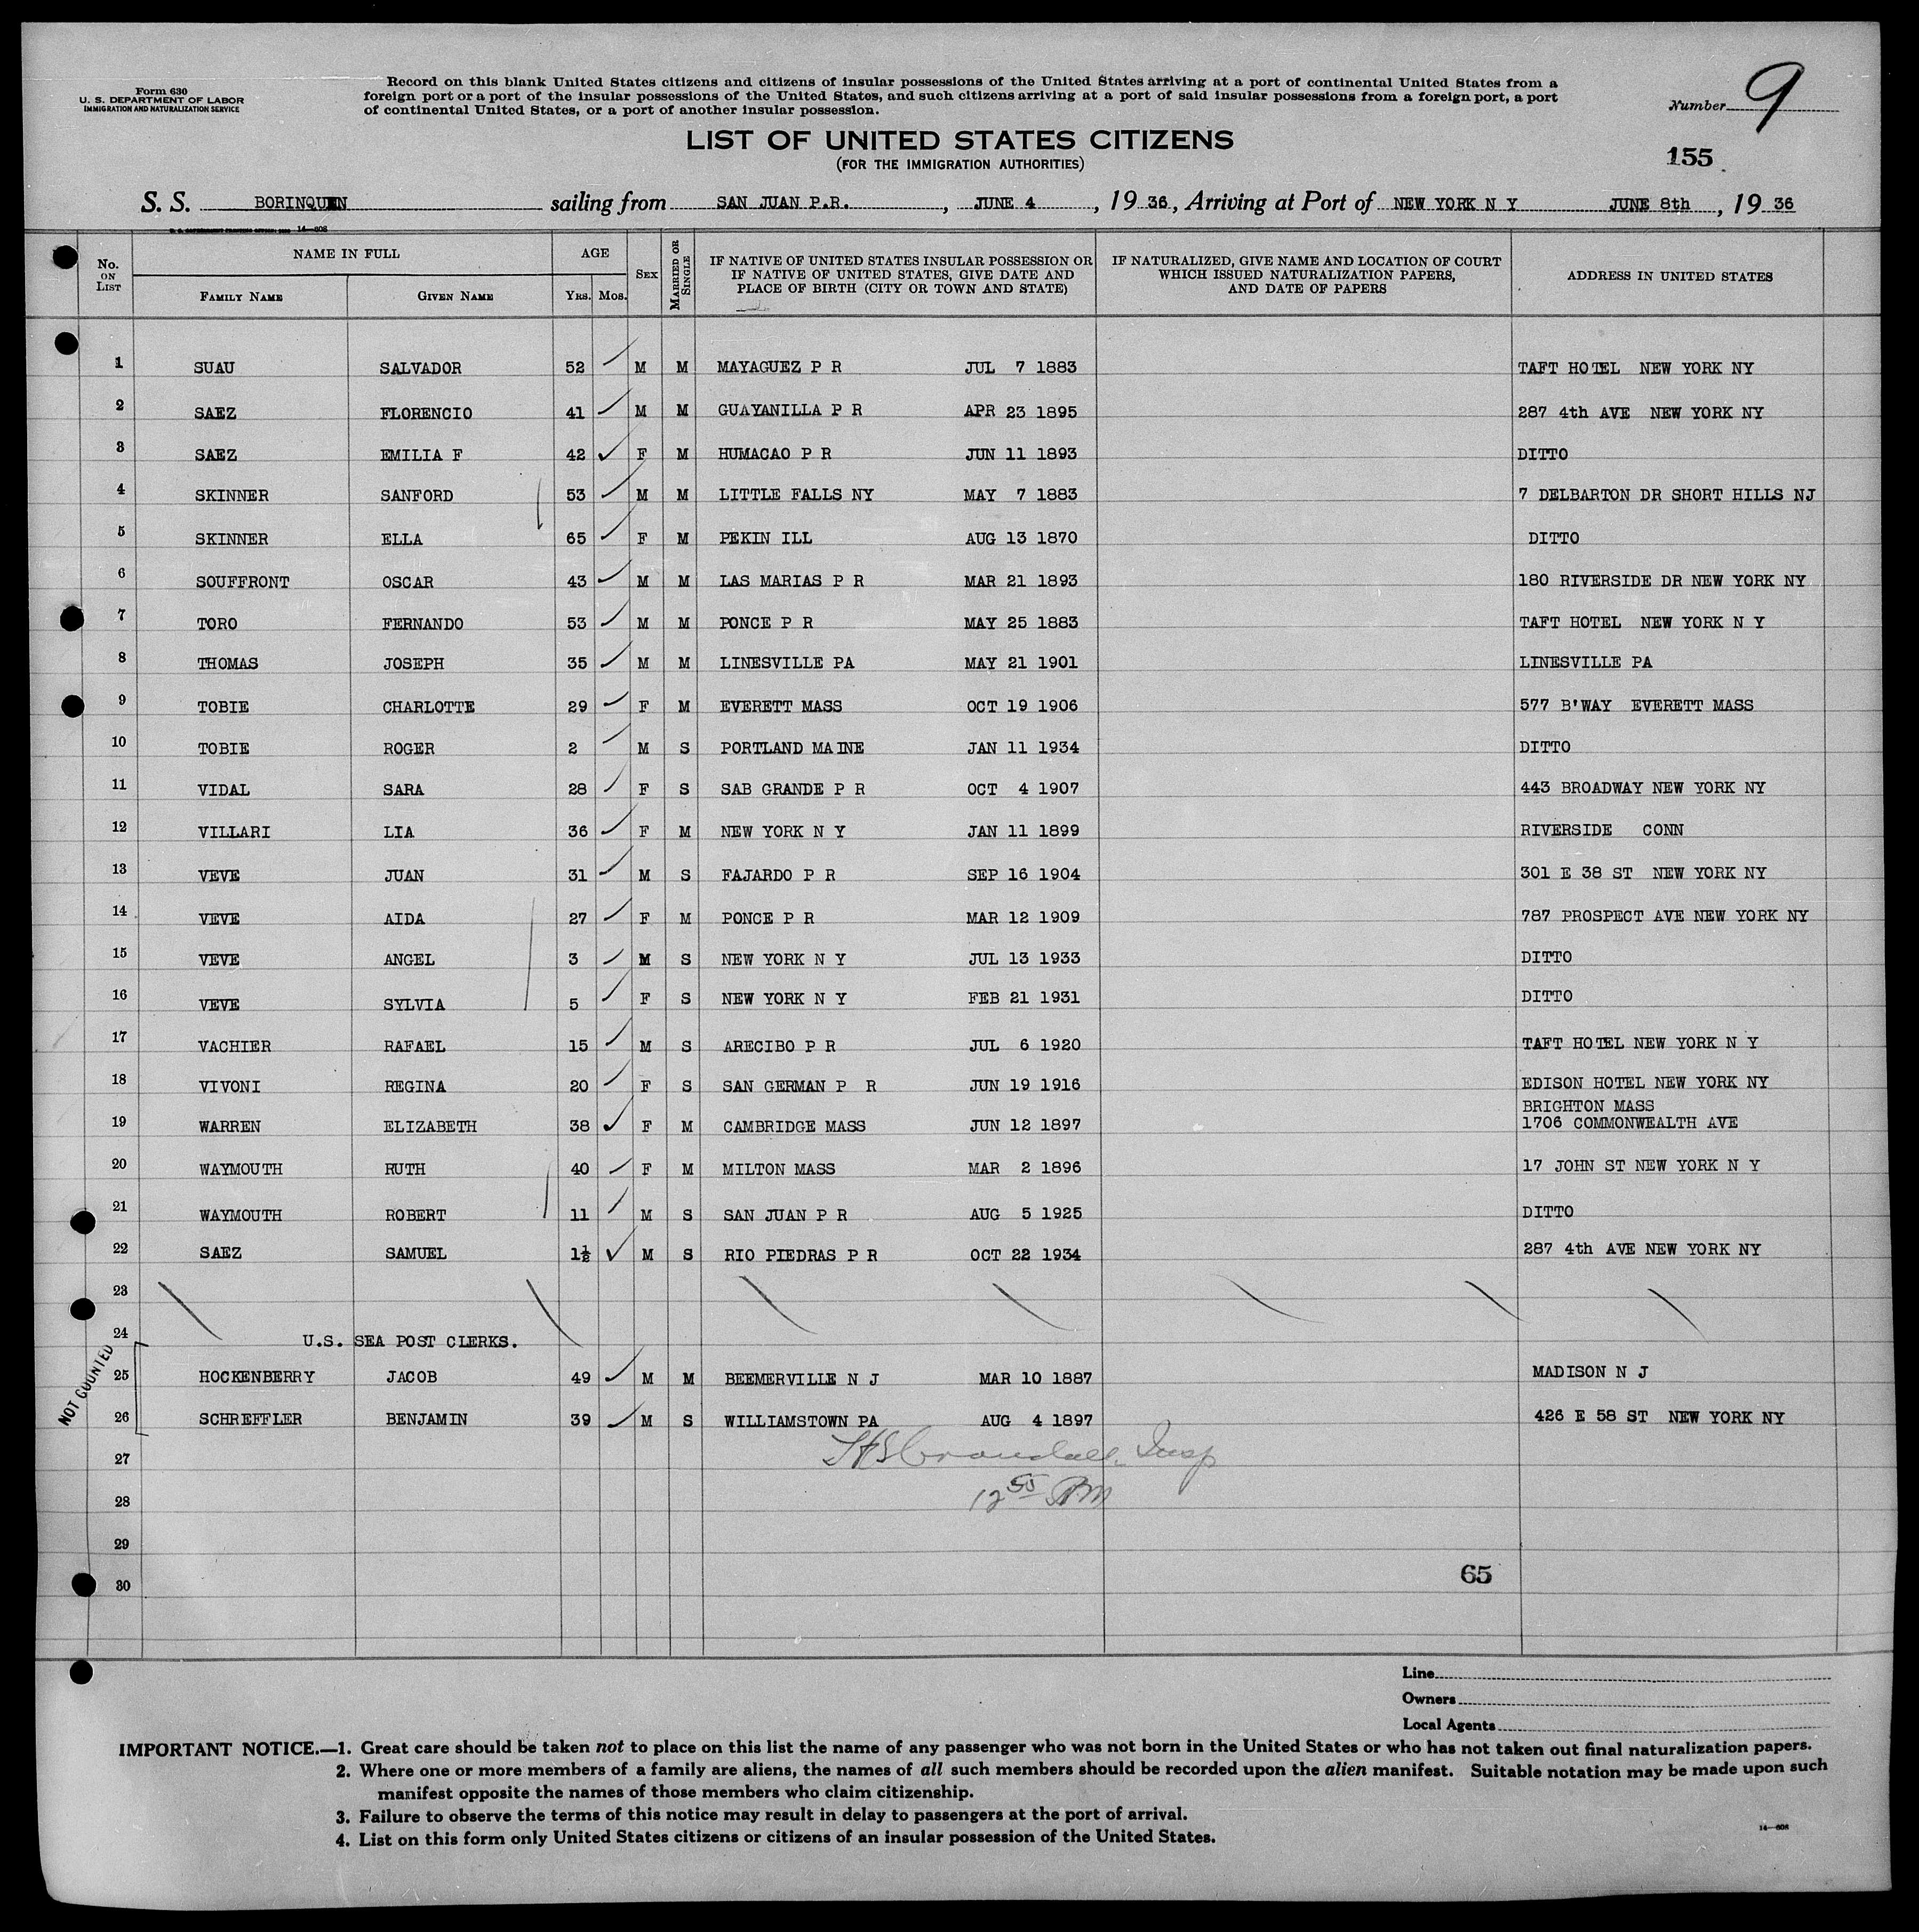 Form 630
U. S. DEPARTMENT OF LABOR
IMMIGRATION AND NATURALIZATION SERVICE
Record on this blank United States citizens and citizens of insular possessions of the United States arriving at a port of continental United States from a
foreign port or a port of the insular possessions of the United States, and such citizens arriving at a port of said insular possessions from a foreign port, a port
of continental United States, or a port of another insular possession.
Number 9
LIST OF UNITED STATES CITIZENS
(FOR THE IMMIGRATION AUTHORITIES)
155
S. S. BORINQUEN sailing from SAN JUAN P.R. , JUNE 4 , 19 36, Arriving at Port of NEW YORK N Y JUNE 8th , 19 36
14—608
No. ON LIST NAME IN FULL FAMILY NAME GIVEN NAME AGE YRS. MOS. SEX MARRIED OR SINGLE IF NATIVE OF UNITED STATES INSULAR POSSESSION OR IF NATIVE OF UNITED STATES, GIVE DATE AND PLACE OF BIRTH (CITY OR TOWN AND STATE) IF NATURALIZED, GIVE NAME AND LOCATION OF COURT WHICH ISSUED NATURALIZATION PAPERS, AND DATE OF PAPERS ADDRESS IN UNITED STATES
1 SUAU SALVADOR 52 M M MAYAGUEZ P R JUL 7 1883 TAFT HOTEL NEW YORK NY
2 SAEZ FLORENCIO 41 M M GUAYANILLA P R APR 23 1895 287 4th AVE NEW YORK NY
3 SAEZ EMILIA F 42 F M HUMACAO P R JUN 11 1893 DITTO
4 SKINNER SANFORD 53 M M LITTLE FALLS NY MAY 7 1883 7 DELBARTON DR SHORT HILLS NJ
5 SKINNER ELLA 65 F M PEKIN ILL AUG 13 1870 DITTO
6 SOUFFRONT OSCAR 43 M M LAS MARIAS P R MAR 21 1893 180 RIVERSIDE DR NEW YORK NY
7 TORO FERNANDO 53 M M PONCE P R MAY 25 1883 TAFT HOTEL NEW YORK N Y
8 THOMAS JOSEPH 35 M M LINESVILLE PA MAY 21 1901 LINESVILLE PA
9 TOBIE CHARLOTTE 29 F M EVERETT MASS OCT 19 1906 577 B'WAY EVERETT MASS
10 TOBIE ROGER 2 M S PORTLAND MAINE JAN 11 1934 DITTO
11 VIDAL SARA 28 F S SAB GRANDE P R OCT 4 1907 443 BROADWAY NEW YORK NY
12 VILLARI LIA 36 F M NEW YORK N Y JAN 11 1899 RIVERSIDE CONN
13 VEVE JUAN 31 M S FAJARDO P R SEP 16 1904 301 E 38 ST NEW YORK NY
14 VEVE AIDA 27 F M PONCE P R MAR 12 1909 787 PROSPECT AVE NEW YORK NY
15 VEVE ANGEL 3 M S NEW YORK N Y JUL 13 1933 DITTO
16 VEVE SYLVIA 5 F S NEW YORK N Y FEB 21 1931 DITTO
17 VACHIER RAFAEL 15 M S ARECIBO P R JUL 6 1920 TAFT HOTEL NEW YORK N Y
18 VIVONI REGINA 20 F S SAN GERMAN P R JUN 19 1916 EDISON HOTEL NEW YORK NY
BRIGHTON MASS
19 WARREN ELIZABETH 38 F M CAMBRIDGE MASS JUN 12 1897 1706 COMMONWEALTH AVE
20 WAYMOUTH RUTH 40 F M MILTON MASS MAR 2 1896 17 JOHN ST NEW YORK N Y
21 WAYMOUTH ROBERT 11 M S SAN JUAN P R AUG 5 1925 DITTO
22 SAEZ SAMUEL 1½ M S RIO PIEDRAS P R OCT 22 1934 287 4th AVE NEW YORK NY
23
24 U.S. SEA POST CLERKS.
NOT COUNTED
25 HOCKENBERRY JACOB 49 M M BEEMERVILLE N J MAR 10 1887 MADISON N J
26 SCHREFFLER BENJAMIN 39 M S WILLIAMSTOWN PA AUG 4 1897 426 E 58 ST NEW YORK NY
27 Crandall Insp
28 12 55 PM
29
30 65
Line
Owners
Local Agents
IMPORTANT NOTICE.—1. Great care should be taken not to place on this list the name of any passenger who was not born in the United States or who has not taken out final naturalization papers.
2. Where one or more members of a family are aliens, the names of all such members should be recorded upon the alien manifest. Suitable notation may be made upon such
manifest opposite the names of those members who claim citizenship.
3. Failure to observe the terms of this notice may result in delay to passengers at the port of arrival.
4. List on this form only United States citizens or citizens of an insular possession of the United States.
14—608